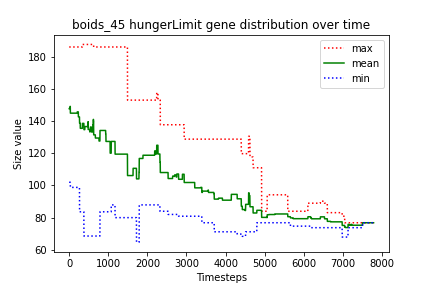 boids_45 hungerLimit gene distribution over time
max
mean
min
Size value
180
160
140
120
100
80
60
0 1000 2000 3000 4000 5000 6000 7000 8000
Timesteps